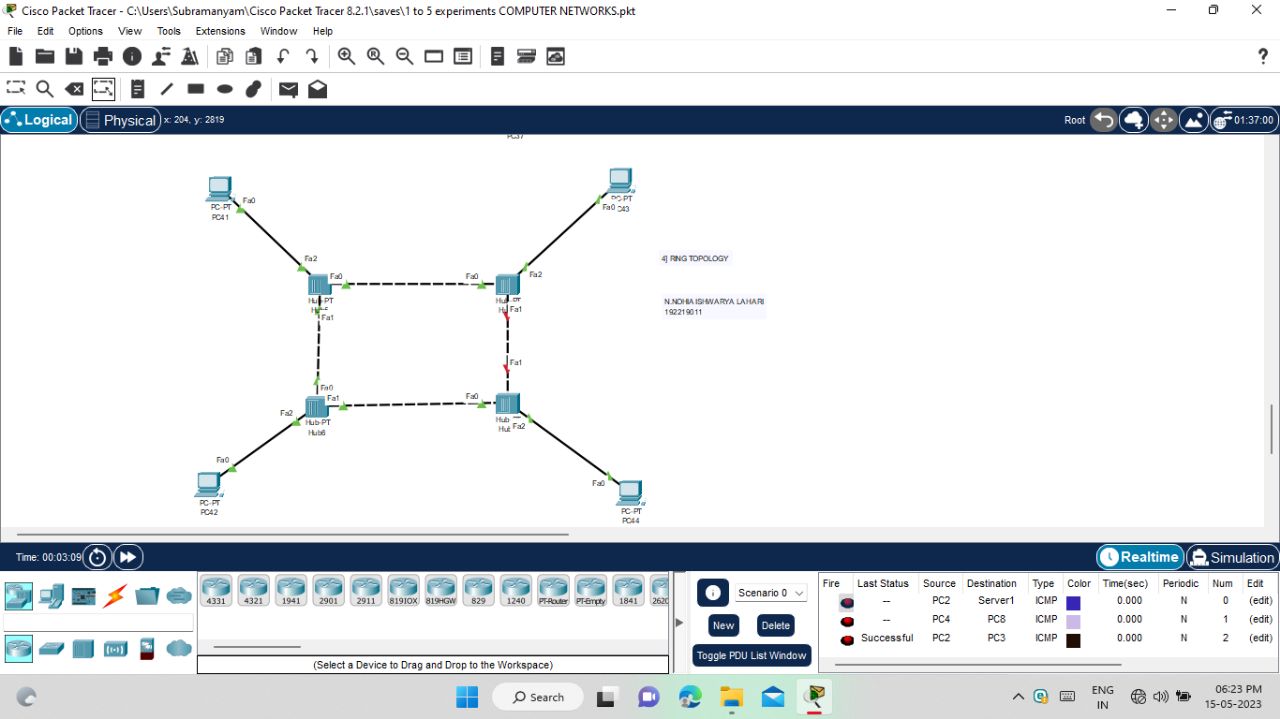 Cisco Packet Tracer - C:\Users\Subramanyam\Cisco Packet Tracer 8.2.1\saves\1 to 5 experiments COMPUTER NETWORKS.pkt
File Edit Options View Tools Extensions Window Help
?
Logical Physical x: 204, y: 2819 Root 01:37:00
PC37
PC-PT
PC41
Fa0
PC-PT
C43
Fa0
4] RING TOPOLOGY
Fa2 Fa0 Fa0 Fa2
Hub-PT
Fa1 Fa1
N.NOHIA ISHWARYA LAHARI
192219011
Fa1
Fa0
Fa1 Fa0
Fa2 Hub-PT
Hub6
Hub
Fa2
Fa0
PC-PT
PC42
Fa0
PC-PT
PC44
Time: 00:03:09 Realtime Simulation
4331 4321 1941 2901 2911 819IOX 819HGW 829 1240 PT-Router PT-Empty 1841 2620
(Select a Device to Drag and Drop to the Workspace)
Scenario 0
New Delete
Toggle PDU List Window
Fire Last Status Source Destination Type Color Time(sec) Periodic Num Edit
-- PC2 Server1 ICMP 0.000 N 0 (edit)
-- PC4 PC8 ICMP 0.000 N 1 (edit)
Successful PC2 PC3 ICMP 0.000 N 2 (edit)
Search
ENG
IN
06:23 PM
15-05-2023